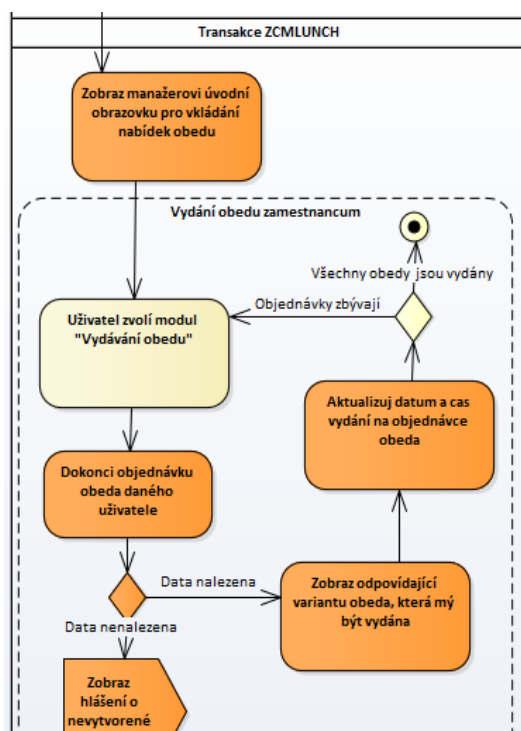 Transakce ZCMLUNCH
Zobraz manažerovi úvodní
obrazovku pro vkládání
nabídek obedu
Vydání obedu zamestnancum
Všechny obedy jsou vydány
Objednávky zbývají
Uživatel zvolí modul
"Vydávání obedu"
Aktualizuj datum a cas
vydání na objednávce
obeda
Dokonci objednávku
obeda daného
uživatele
Data nalezena
Zobraz odpovídající
variantu obeda, která mý
být vydána
Data nenalezena
Zobraz
hlášení o
nevytvorené